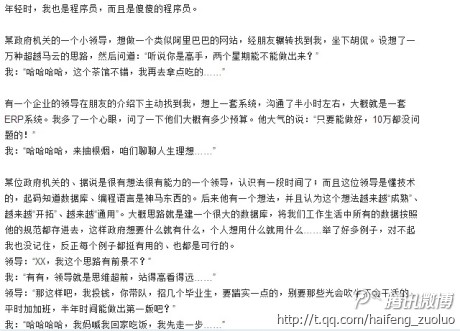 年轻时，我也是程序员，而且是傻傻的程序员。
某政府机关的一个小领导，想做一个类似阿里巴巴的网站，经朋友辗转找到我，坐下胡侃。设想了一
万种超越马云的思路，然后问道：“听说你是高手，两个星期能不能做出来？”
我：“哈哈哈哈，这个茶馆不错，我再去拿点吃的……”
有一个企业的领导在朋友的介绍下主动找到我，想上一套系统，沟通了半小时左右，大概就是一套
ERP系统。我多了一个心眼，问了一下他们大概有多少预算。他大气的说：“只要能做好，10万都没问
题的！”
我：“哈哈哈哈，来抽根烟，咱们聊聊人生理想……”
某位政府机关的、据说是很有想法很有能力的一个领导，认识有一段时间了；而且这位领导是懂技术
的，起码知道数据库、编程语言是神马东西的。后来他有一个想法，并且认为这个想法越来越“成熟”、
越来越“开拓”、越来越“通用”。大概思路就是建一个很大的数据库，将我们工作生活中所有的数据按照
他的规范都存进去，这样政府想要什么就有什么，个人想用什么就用什么……举了好多例子，对不起
我也没记住，反正每个例子都挺有用的、也都是可行的。
领导：“XX，我这个思路有前景不？”
我：“有有，领导就是思维超前，站得高看得远……”
领导：“那这样吧，我投钱，你带队，招几个毕业生，要踏实一点的，别要那些光会吹牛不会干活的，
平时加加班，半年时间能做出第一版吧？”
我：“哈哈哈哈，我妈喊我回家吃饭，我先走一步……”
腾讯微博
http://t.qq.com/haifeng_zuoluo